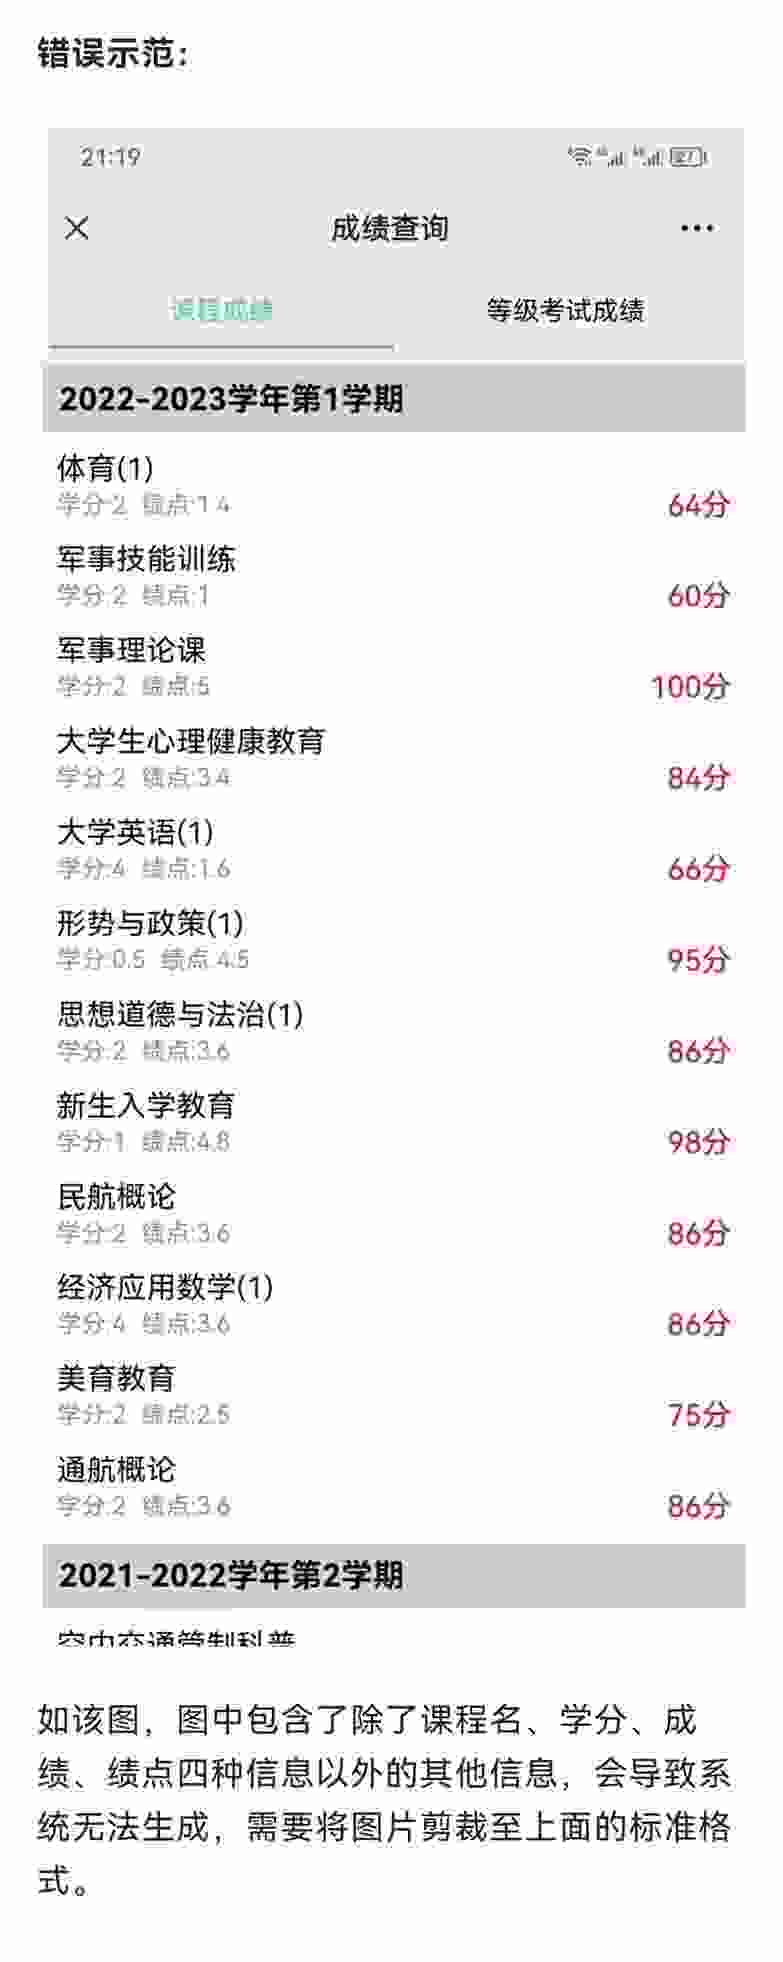 错误示范：
21:19
成绩查询
课程成绩 等级考试成绩
2022-2023学年第1学期
体育(1)
学分:2 绩点:1.4 64分
军事技能训练
学分:2 绩点:1 60分
军事理论课
学分:2 绩点:5 100分
大学生心理健康教育
学分:2 绩点:3.4 84分
大学英语(1)
学分:4 绩点:1.6 66分
形势与政策(1)
学分:0.5 绩点:4.5 95分
思想道德与法治(1)
学分:2 绩点:3.6 86分
新生入学教育
学分:1 绩点:4.8 98分
民航概论
学分:2 绩点:3.6 86分
经济应用数学(1)
学分:4 绩点:3.6 86分
美育教育
学分:2 绩点:2.5 75分
通航概论
学分:2 绩点:3.6 86分
2021-2022学年第2学期
空中交通管制科普
如该图，图中包含了除了课程名、学分、成
绩、绩点四种信息以外的其他信息，会导致系
统无法生成，需要将图片剪裁至上面的标准格
式。